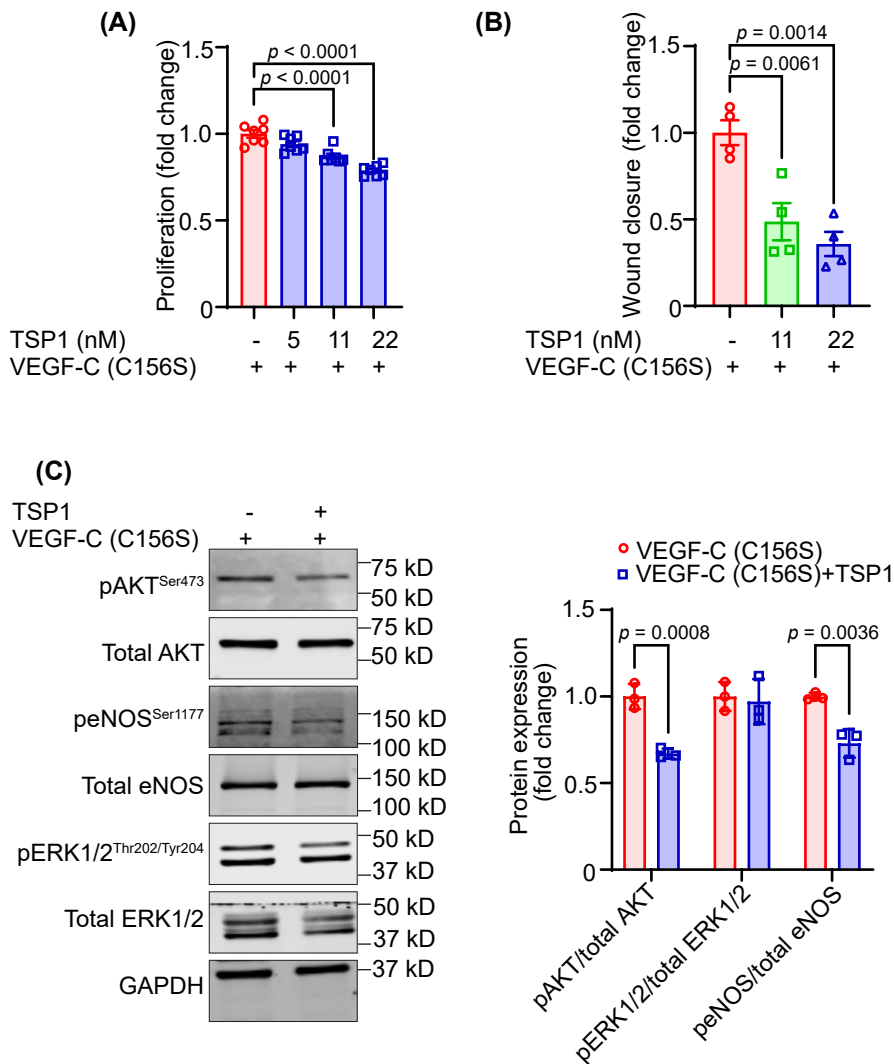 (A)
Proliferation (fold change)
1.5
1.0
0.5
0
p < 0.0001
p < 0.0001
TSP1 (nM) - 5 11 22
VEGF-C (C156S) + + + +
(B)
Wound closure (fold change)
1.5
1.0
0.5
0.0
p = 0.0014
p = 0.0061
TSP1 (nM) - 11 22
VEGF-C (C156S) + + +
(C)
TSP1 - +
VEGF-C (C156S) + +
pAKTSer473
75 kD
50 kD
Total AKT
75 kD
50 kD
peNOSSer1177
150 kD
100 kD
Total eNOS
150 kD
100 kD
pERK1/2Thr202/Tyr204
50 kD
37 kD
Total ERK1/2
50 kD
37 kD
GAPDH
37 kD
VEGF-C (C156S)
VEGF-C (C156S)+TSP1
Protein expression
(fold change)
1.5
1.0
0.5
0
p = 0.0008
p = 0.0036
pAKT/total AKT
pERK1/2/total ERK1/2
peNOS/total eNOS